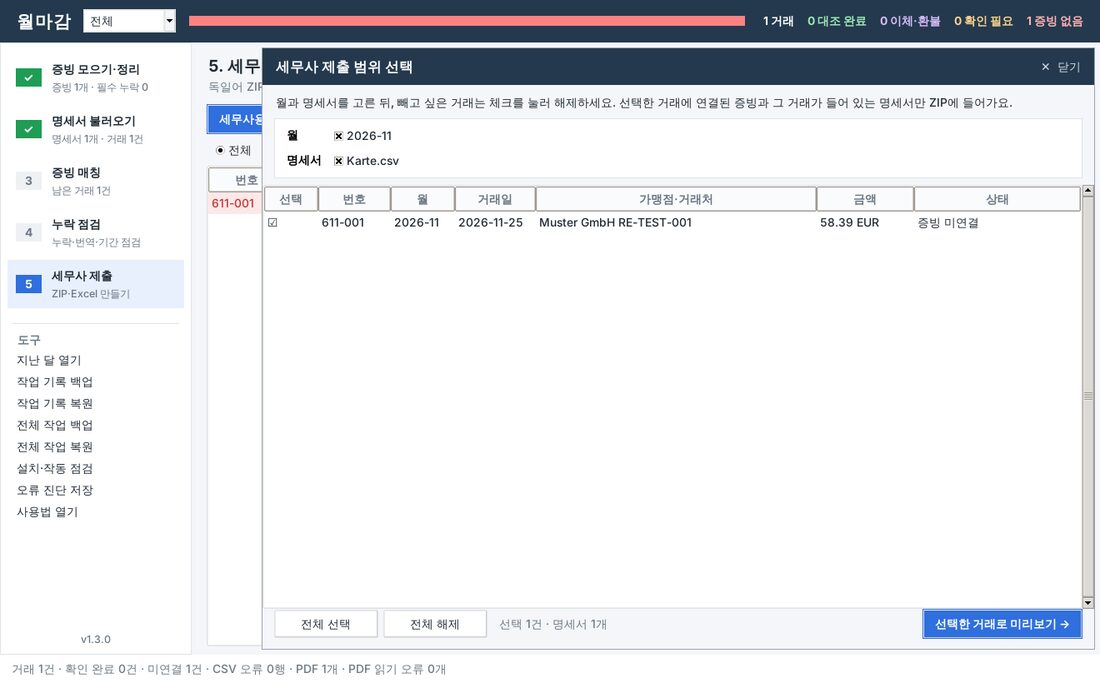 월마감 전체 1 거래 0 대조 완료 0 이체·환불 0 확인 필요 1 증빙 없음
증빙 모으기·정리
증빙 1개 · 필수 누락 0
명세서 불러오기
명세서 1개 · 거래 1건
3 증빙 매칭
남은 거래 1건
4 누락 점검
누락·번역·기간 점검
5 세무사 제출
ZIP·Excel 만들기
도구
지난 달 열기
작업 기록 백업
작업 기록 복원
전체 작업 백업
전체 작업 복원
설치·작동 점검
오류 진단 저장
사용법 열기
v1.3.0
5. 세무
독일어 ZIP
세무사용
전체
번호
611-001
세무사 제출 범위 선택 × 닫기
월과 명세서를 고른 뒤, 빼고 싶은 거래는 체크를 눌러 해제하세요. 선택한 거래에 연결된 증빙과 그 거래가 들어 있는 명세서만 ZIP에 들어가요.
월 2026-11
명세서 Karte.csv
선택 번호 월 거래일 가맹점·거래처 금액 상태
611-001 2026-11 2026-11-25 Muster GmbH RE-TEST-001 58.39 EUR 증빙 미연결
전체 선택 전체 해제 선택 1건 · 명세서 1개 선택한 거래로 미리보기 →
거래 1건 · 확인 완료 0건 · 미연결 1건 · CSV 오류 0행 · PDF 1개 · PDF 읽기 오류 0개